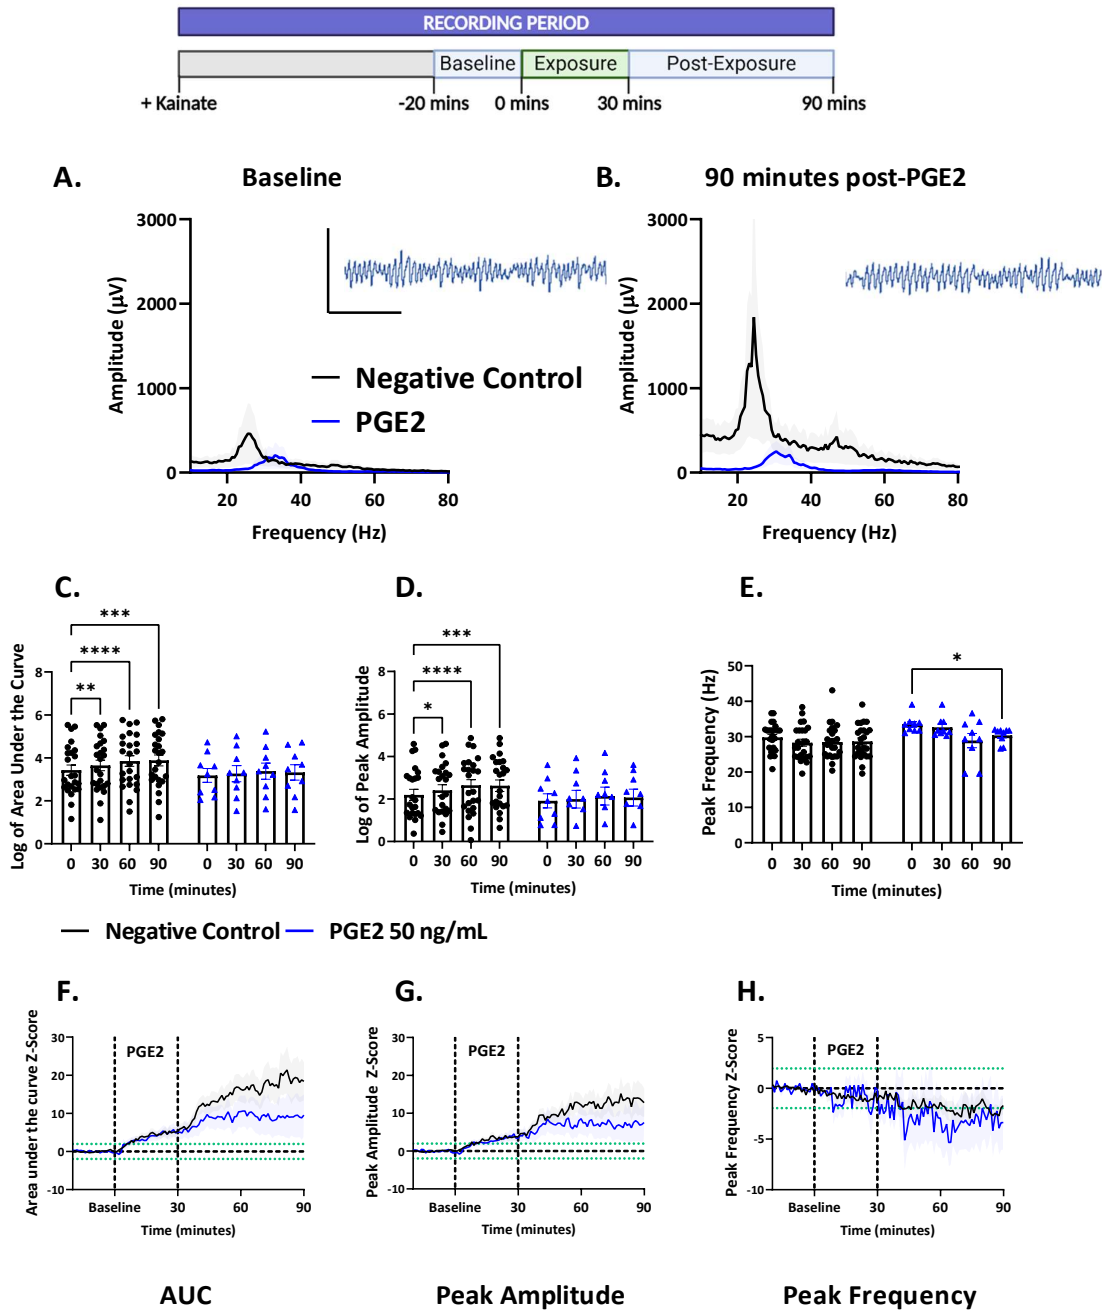 RECORDING PERIOD
Baseline Exposure Post-Exposure
+ Kainate -20 mins 0 mins 30 mins 90 mins
A. Baseline
B. 90 minutes post-PGE2
3000
2000
1000
0
Amplitude (µV)
20 40 60 80
Frequency (Hz)
Negative Control
PGE2
3000
2000
1000
0
Amplitude (µV)
20 40 60 80
Frequency (Hz)
C.
*** 
****
**
8
6
4
2
0
Log of Area Under the Curve
0 30 60 90 0 30 60 90
Time (minutes)
D.
***
****
*
8
6
4
2
0
Log of Peak Amplitude
0 30 60 90 0 30 60 90
Time (minutes)
E.
*
50
40
30
20
10
0
Peak Frequency (Hz)
0 30 60 90 0 30 60 90
Time (minutes)
Negative Control PGE2 50 ng/mL
F.
PGE2
30
20
10
0
-10
Area under the curve Z-Score
Baseline 30 60 90
Time (minutes)
G.
PGE2
30
20
10
0
-10
Peak Amplitude Z-Score
Baseline 30 60 90
Time (minutes)
H.
PGE2
5
0
-5
-10
Peak Frequency Z-Score
Baseline 30 60 90
Time (minutes)
AUC Peak Amplitude Peak Frequency